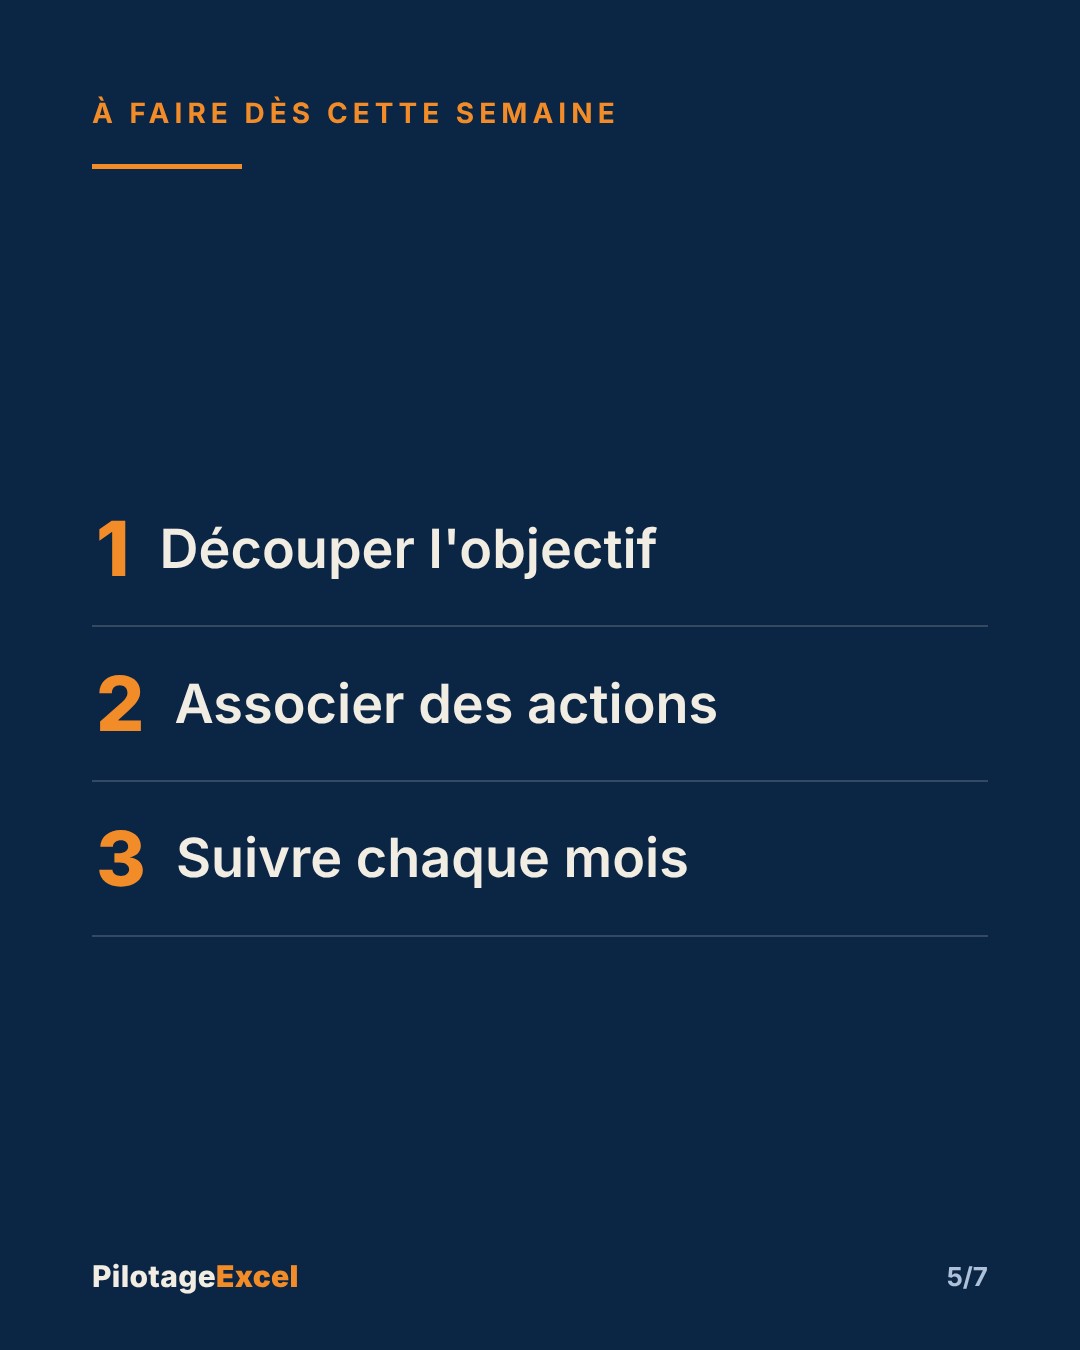 À FAIRE DÈS CETTE SEMAINE
1 Découper l'objectif
2 Associer des actions
3 Suivre chaque mois
PilotageExcel
5/7